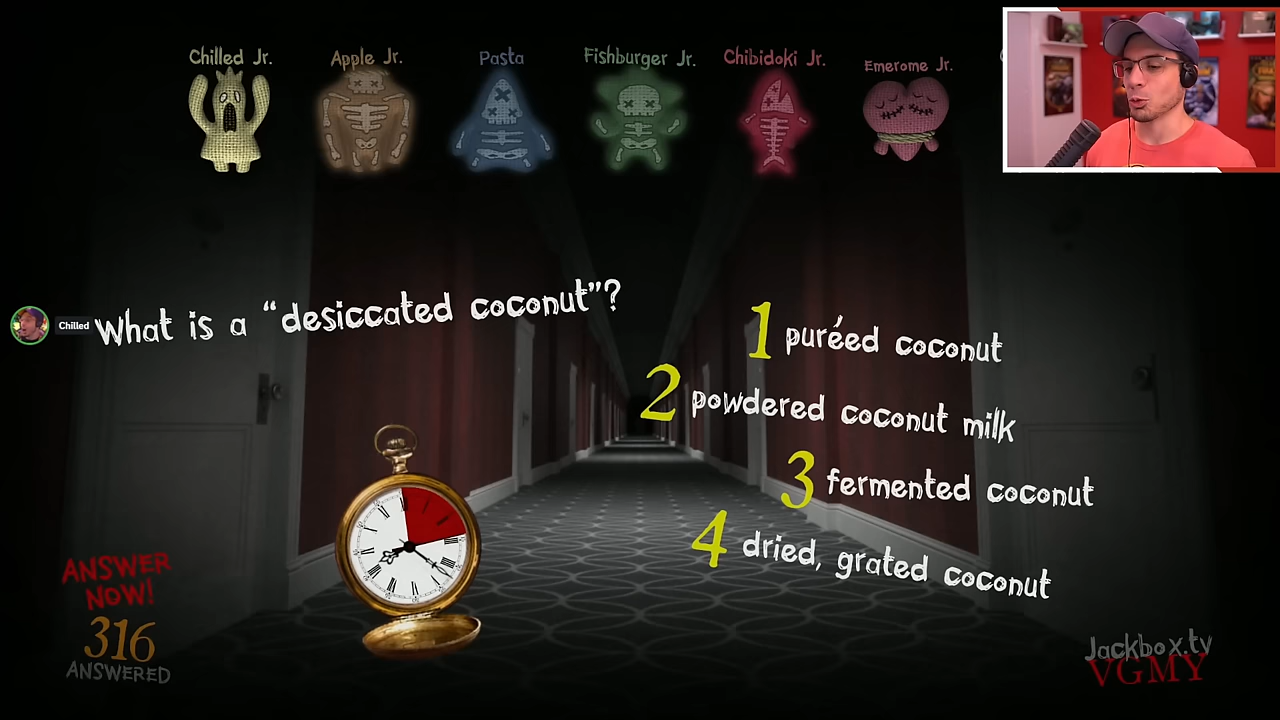 Chilled Jr.
Apple Jr.
Pasta
Fishburger Jr.
Chibidoki Jr.
Emerome Jr.
Chilled
What is a “desiccated coconut”?
1 puréed coconut
2 powdered coconut milk
3 fermented coconut
4 dried, grated coconut
ANSWER
NOW!
316
ANSWERED
Jackbox.tv
VGMY